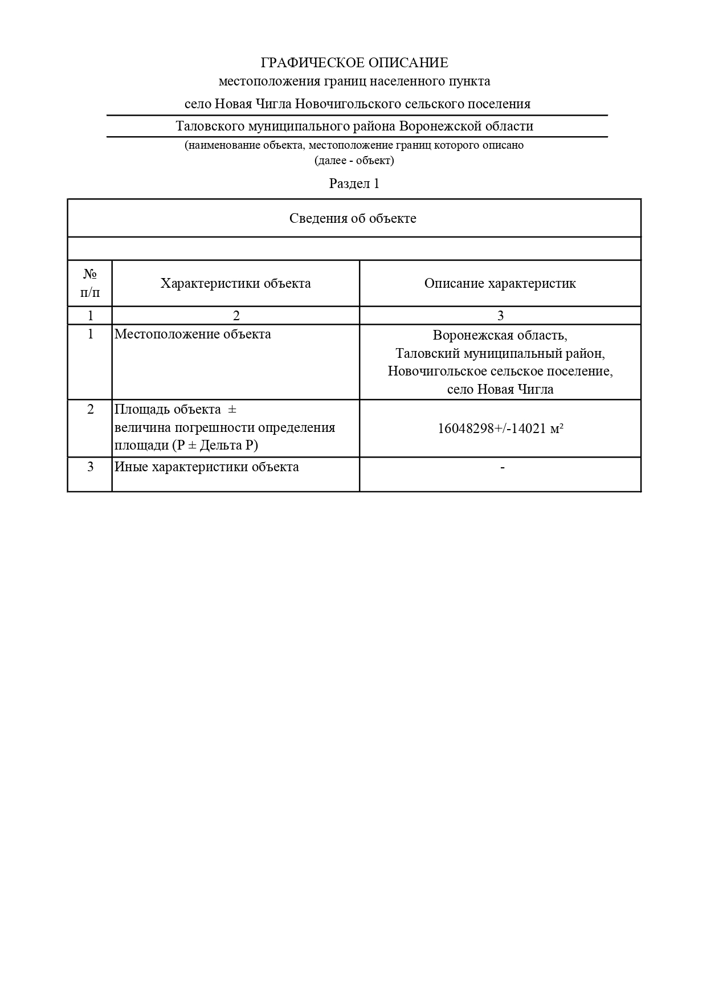 ГРАФИЧЕСКОЕ ОПИСАНИЕ
местоположения границ населенного пункта
село Новая Чигла Новочигольского сельского поселения
Таловского муниципального района Воронежской области
(наименование объекта, местоположение границ которого описано
(далее - объект)
Раздел 1
Сведения об объекте
№
п/п
Характеристики объекта
Описание характеристик
1
2
3
1
Местоположение объекта
Воронежская область,
Таловский муниципальный район,
Новочигольское сельское поселение,
село Новая Чигла
2
Площадь объекта ±
величина погрешности определения
площади (Р ± Дельта Р)
16048298+/-14021 м²
3
Иные характеристики объекта
-